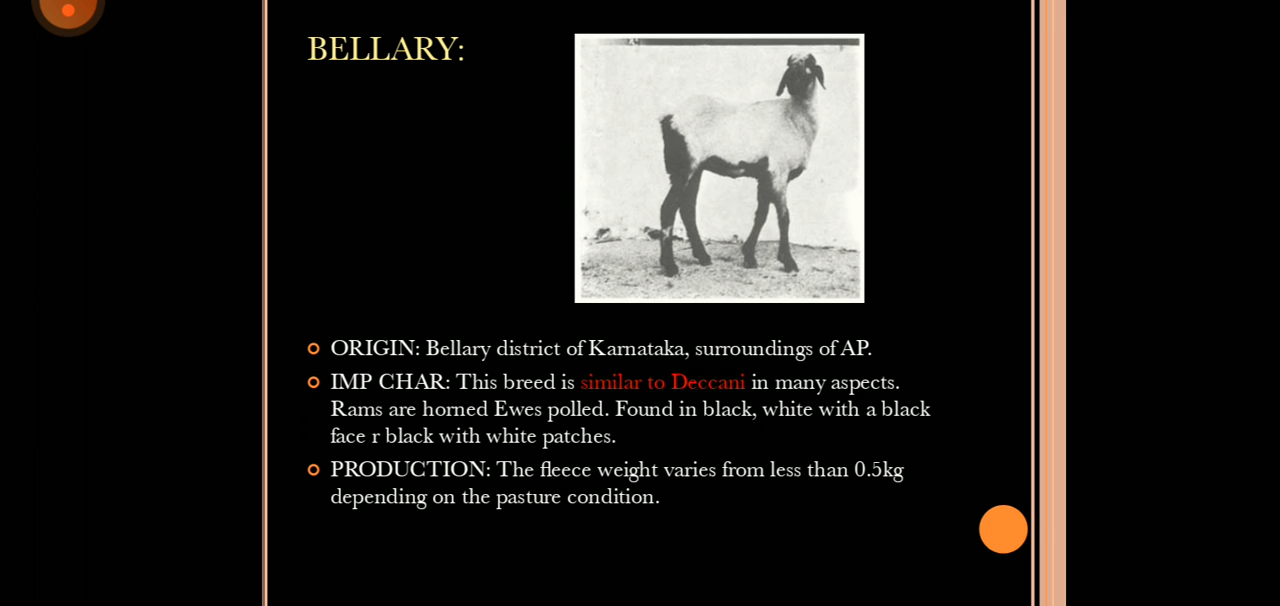 BELLARY:
ORIGIN: Bellary district of Karnataka, surroundings of AP.
IMP CHAR: This breed is similar to Deccani in many aspects.
Rams are horned Ewes polled. Found in black, white with a black
face r black with white patches.
PRODUCTION: The fleece weight varies from less than 0.5kg
depending on the pasture condition.